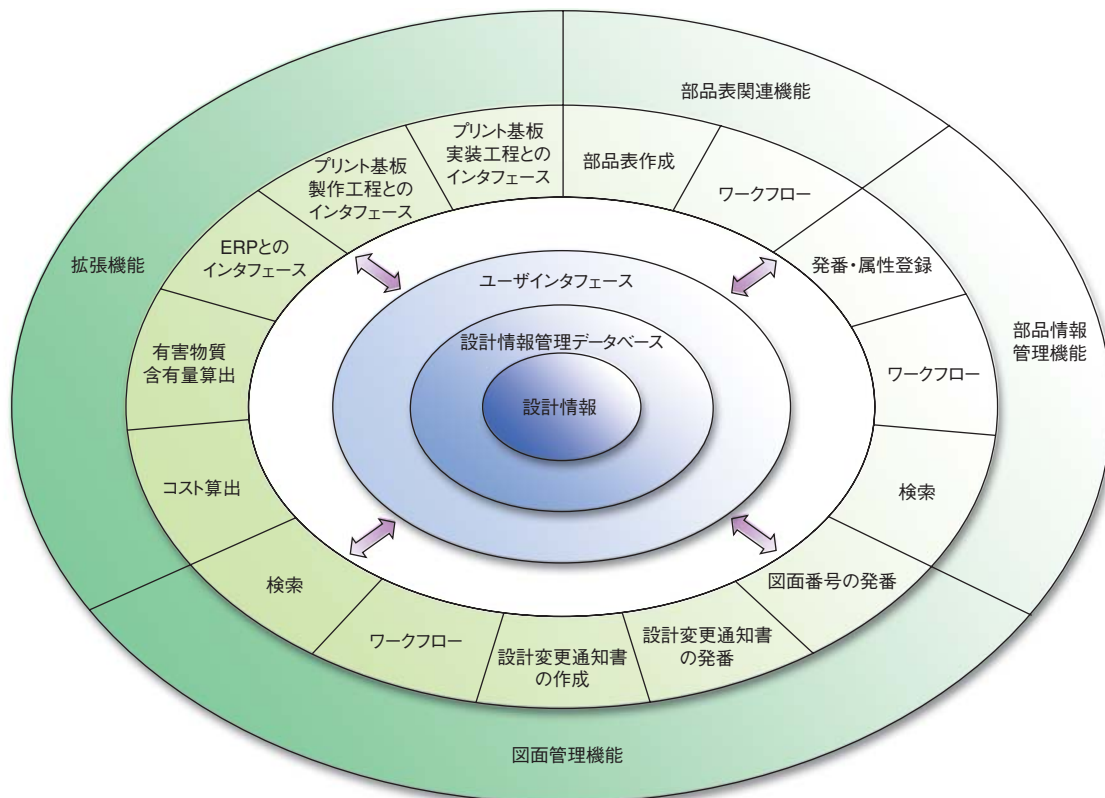 部品表関連機能
プリント基板
実装工程との
インタフェース
部品表作成
プリント基板
製作工程との
インタフェース
ワークフロー
ERPとの
インタフェース
発番・属性登録
拡張機能
ユーザインタフェース
部品情報
管理機能
設計情報管理データベース
有害物質
含有量算出
ワークフロー
設計情報
コスト算出
検索
検索
図面番号の発番
ワークフロー
設計変更通知書
の作成
設計変更通知書
の発番
図面管理機能